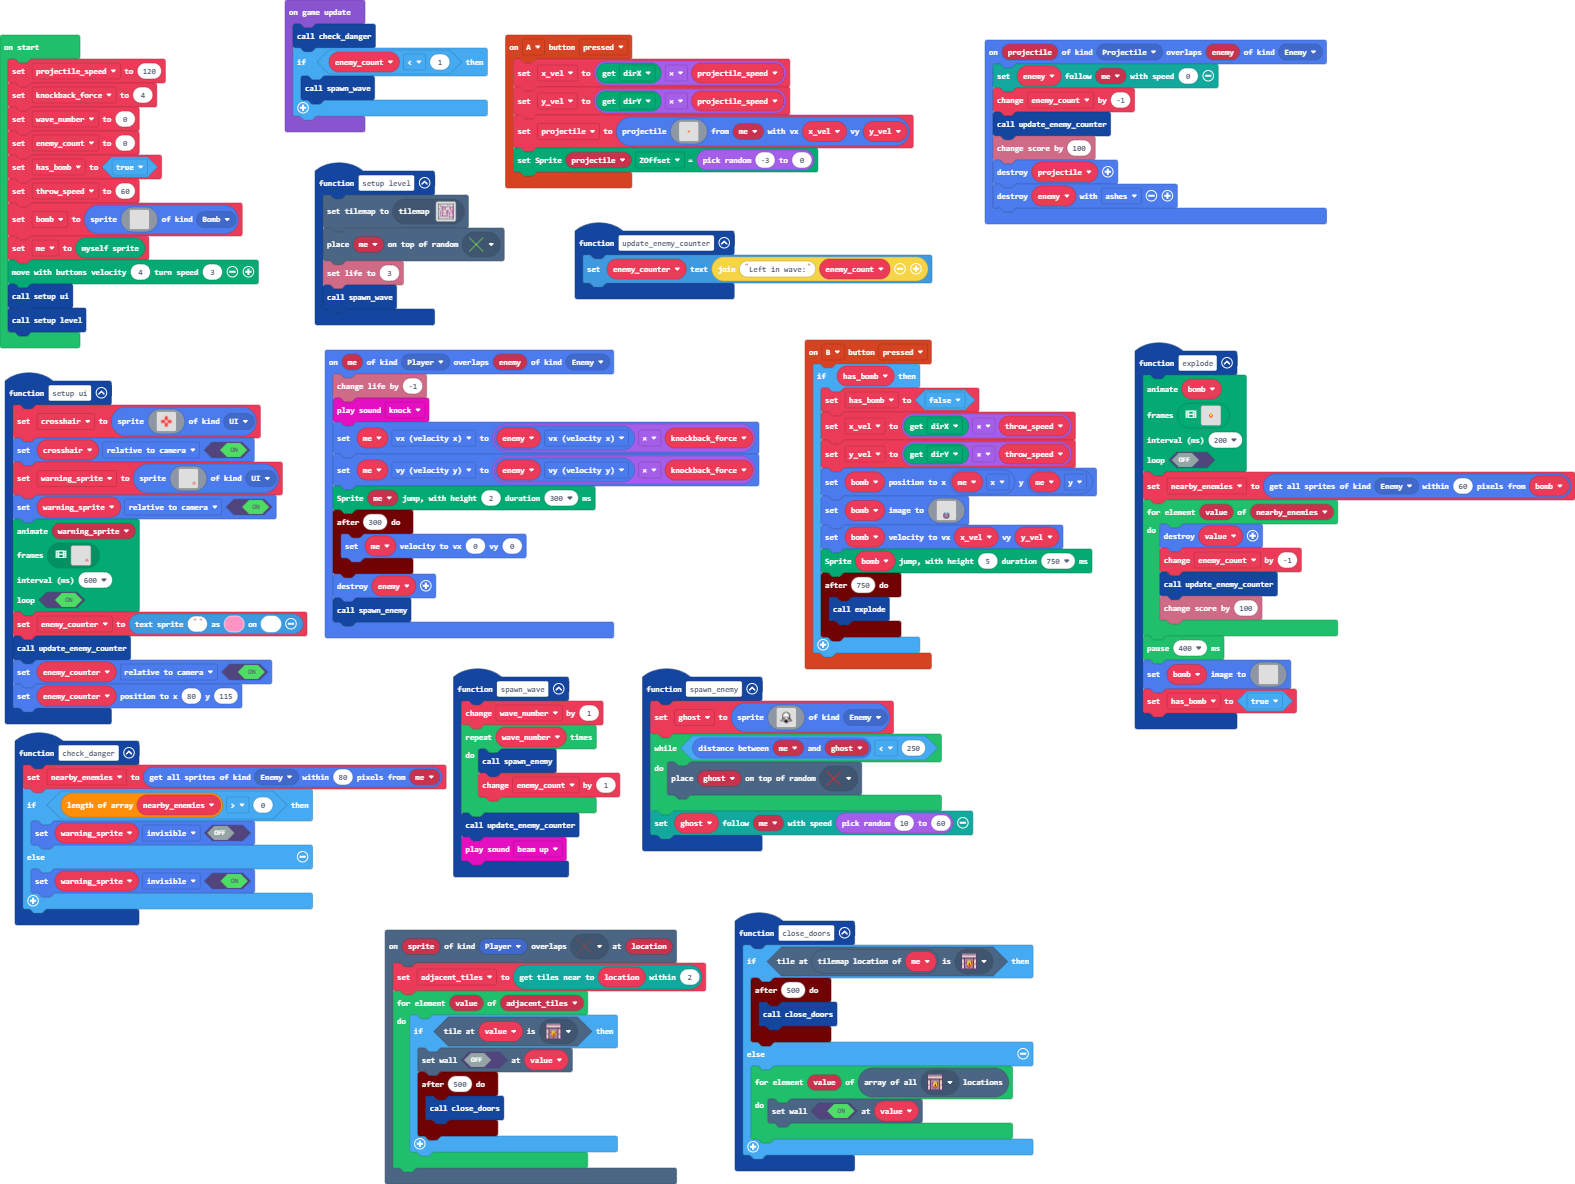 on start
set projectile_speed to 120
set knockback_force to 4
set wave_number to 0
set enemy_count to 0
set has_bomb to true
set throw_speed to 60
set bomb to sprite of kind Bomb
set me to myself sprite
move with buttons velocity 4 turn speed 3
call setup ui
call setup level
on game update
call check_danger
if enemy_count < 1 then
call spawn_wave
on A button pressed
set x_vel to get dirX × projectile_speed
set y_vel to get dirY × projectile_speed
set projectile to projectile from me with vx x_vel vy y_vel
set Sprite projectile ZOffset = pick random -3 to 0
on projectile of kind Projectile overlaps enemy of kind Enemy
set enemy follow me with speed 0
change enemy_count by -1
call update_enemy_counter
change score by 100
destroy projectile
destroy enemy with ashes
function setup level
set tilemap to tilemap
place me on top of random
set life to 3
call spawn_wave
function update_enemy_counter
set enemy_counter text join "Left in wave:" enemy_count
function setup ui
set crosshair to sprite of kind UI
set crosshair relative to camera ON
set warning_sprite to sprite of kind UI
set warning_sprite relative to camera ON
animate warning_sprite
frames
interval (ms) 600
loop ON
set enemy_counter to text sprite " " as on
call update_enemy_counter
set enemy_counter relative to camera ON
set enemy_counter position to x 80 y 115
on me of kind Player overlaps enemy of kind Enemy
change life by -1
play sound knock
set me vx (velocity x) to enemy vx (velocity x) × knockback_force
set me vy (velocity y) to enemy vy (velocity y) × knockback_force
Sprite me jump, with height 2 duration 300 ms
after 300 do
set me velocity to vx 0 vy 0
destroy enemy
call spawn_enemy
on B button pressed
if has_bomb then
set has_bomb to false
set x_vel to get dirX × throw_speed
set y_vel to get dirY × throw_speed
set bomb position to x me x y me y
set bomb image to
set bomb velocity to vx x_vel vy y_vel
Sprite bomb jump, with height 5 duration 750 ms
after 750 do
call explode
function explode
animate bomb
frames
interval (ms) 200
loop OFF
set nearby_enemies to get all sprites of kind Enemy within 60 pixels from bomb
for element value of nearby_enemies
do
destroy value
change enemy_count by -1
call update_enemy_counter
change score by 100
pause 400 ms
set bomb image to
set has_bomb to true
function check_danger
set nearby_enemies to get all sprites of kind Enemy within 80 pixels from me
if length of array nearby_enemies > 0 then
set warning_sprite invisible OFF
else
set warning_sprite invisible ON
function spawn_wave
change wave_number by 1
repeat wave_number times
do
call spawn_enemy
change enemy_count by 1
call update_enemy_counter
play sound beam up
function spawn_enemy
set ghost to sprite of kind Enemy
while distance between me and ghost < 250
do
place ghost on top of random
set ghost follow me with speed pick random 10 to 60
on sprite of kind Player overlaps at location
set adjacent_tiles to get tiles near to location within 2
for element value of adjacent_tiles
do
if tile at value is then
set wall OFF at value
after 500 do
call close_doors
function close_doors
if tile at tilemap location of me is then
after 500 do
call close_doors
else
for element value of array of all locations
do
set wall ON at value